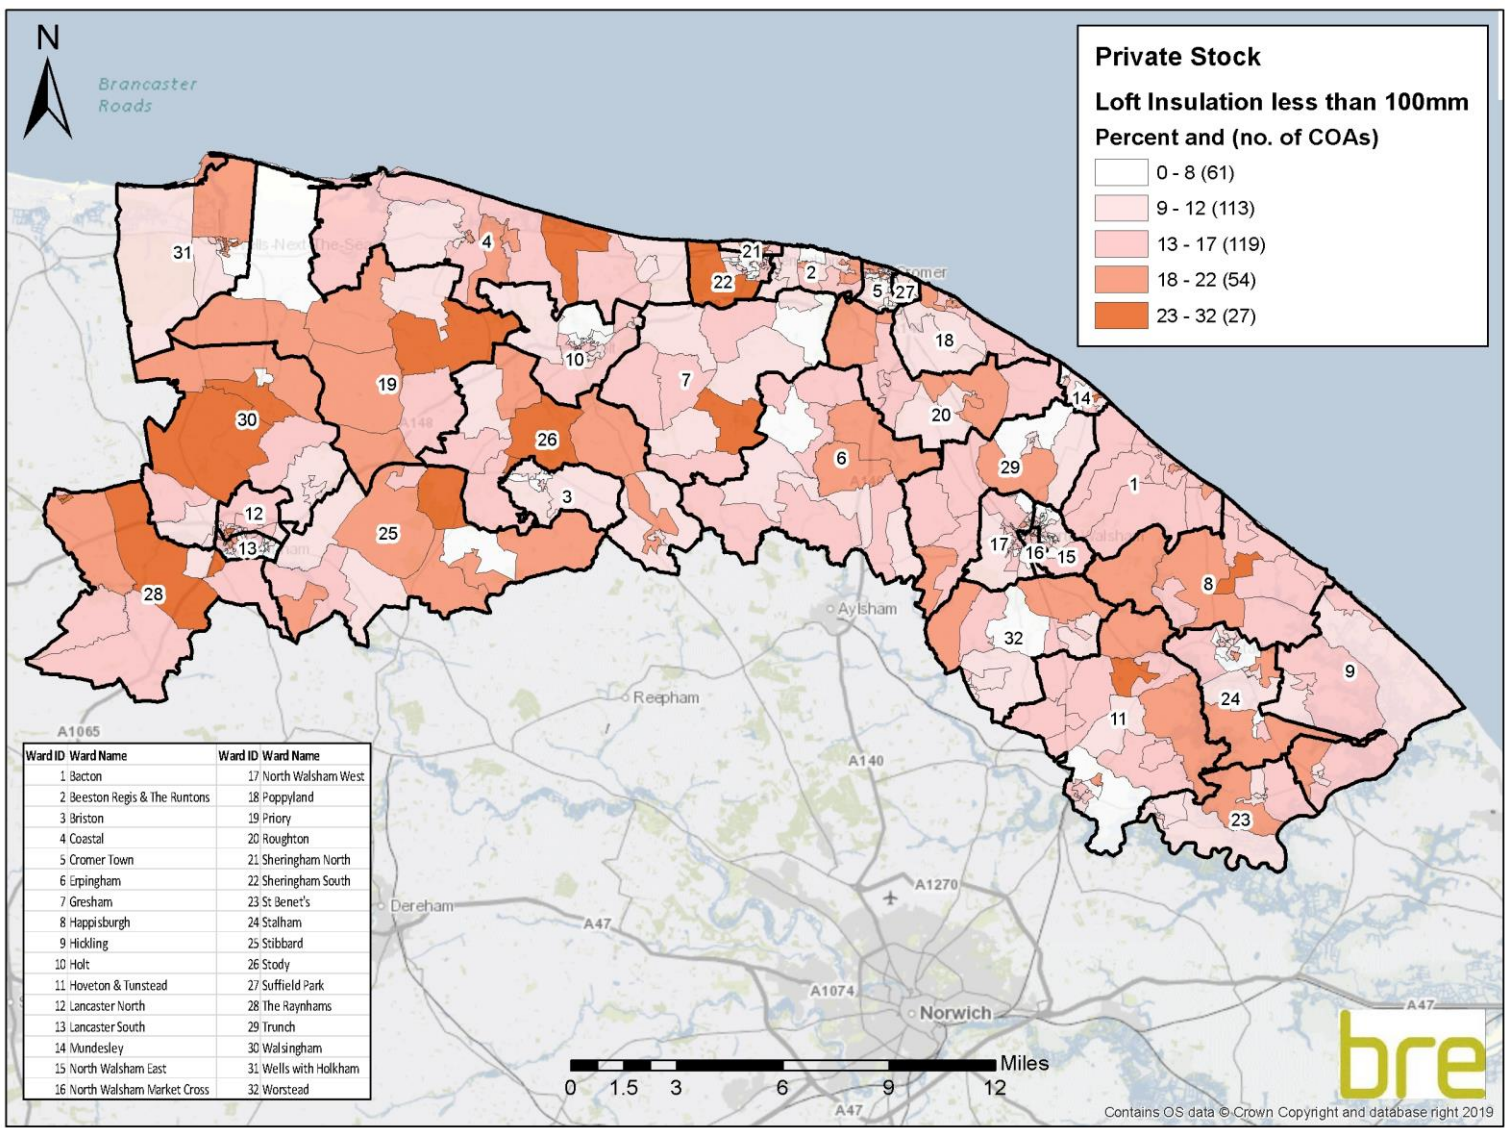 N
Brancaster
Roads
Private Stock
Loft Insulation less than 100mm
Percent and (no. of COAs)
0 - 8 (61)
9 - 12 (113)
13 - 17 (119)
18 - 22 (54)
23 - 32 (27)
31
4
21
22
2
Cromer
5
27
10
18
19
7
A148
14
30
20
26
6
29
3
1
12
25
13
17
16
15
28
8
Aylsham
32
9
Reepham
24
11
A1065
A140
23
A1270
Dereham
A47
A1074
Norwich
A47
A47
Ward ID Ward Name Ward ID Ward Name
1 Bacton 17 North Walsham West
2 Beeston Regis & The Runtons 18 Poppyland
3 Briston 19 Priory
4 Coastal 20 Roughton
5 Cromer Town 21 Sheringham North
6 Erpingham 22 Sheringham South
7 Gresham 23 St Benet's
8 Happisburgh 24 Stalham
9 Hickling 25 Stibbard
10 Holt 26 Stody
11 Hoveton & Tunstead 27 Suffield Park
12 Lancaster North 28 The Raynhams
13 Lancaster South 29 Trunch
14 Mundesley 30 Walsingham
15 North Walsham East 31 Wells with Holkham
16 North Walsham Market Cross 32 Worstead
Miles
0 1.5 3 6 9 12
bre
Contains OS data © Crown Copyright and database right 2019